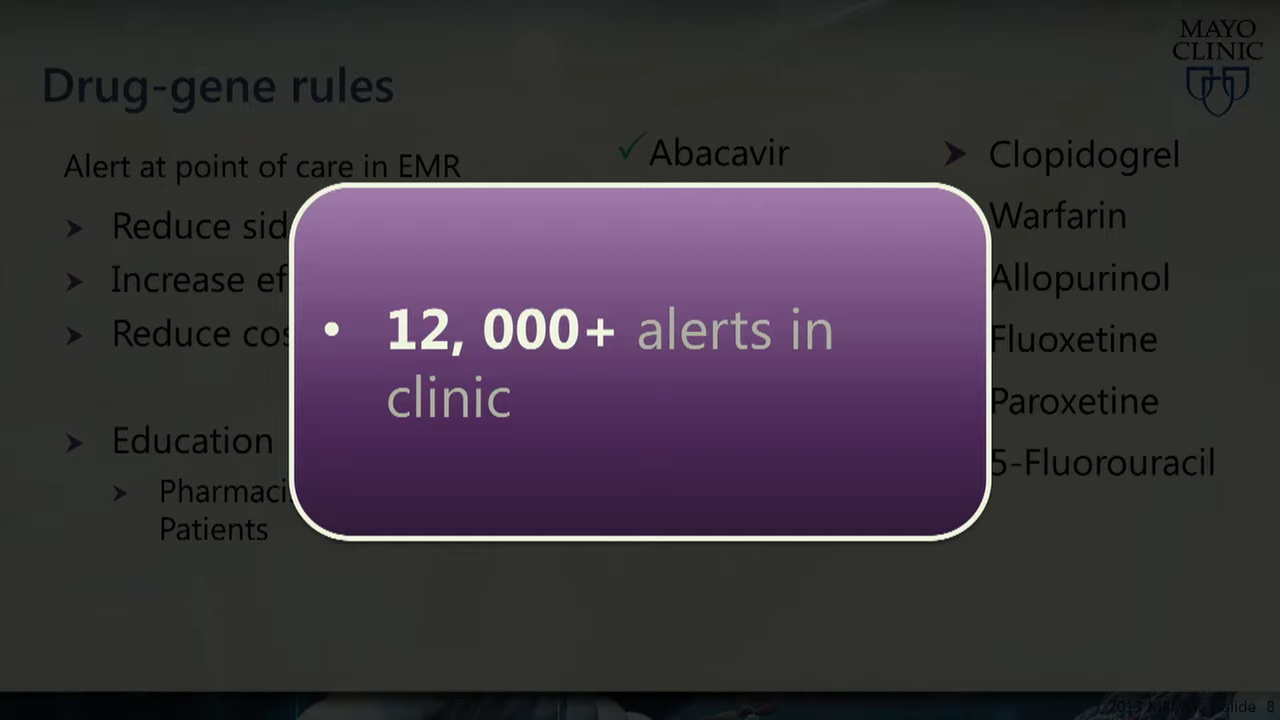 MAYO
CLINIC
Drug-gene rules
Alert at point of care in EMR
➤ Reduce sid
➤ Increase ef
➤ Reduce cos
➤ Education
➤ Pharmaci
Patients
✓ Abacavir
➤ Clopidogrel
Warfarin
Allopurinol
Fluoxetine
Paroxetine
5-Fluorouracil
• 12, 000+ alerts in
clinic